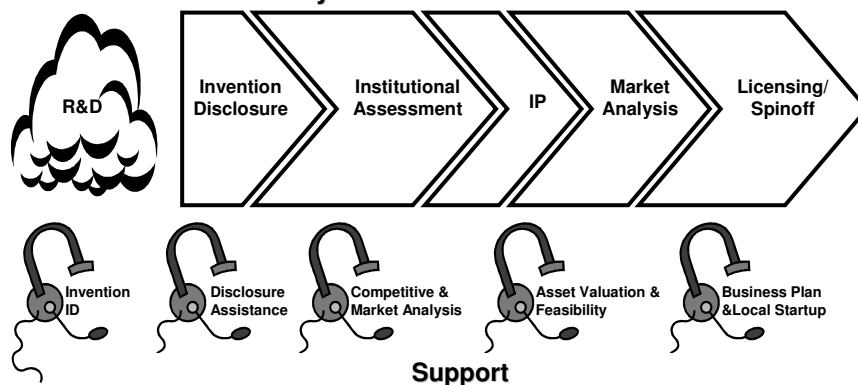 R&D
Invention
Disclosure
Institutional
Assessment
IP
Market
Analysis
Licensing/
Spinoff
Invention
ID
Disclosure
Assistance
Competitive &
Market Analysis
Asset Valuation &
Feasibility
Business Plan
&Local Startup
Support